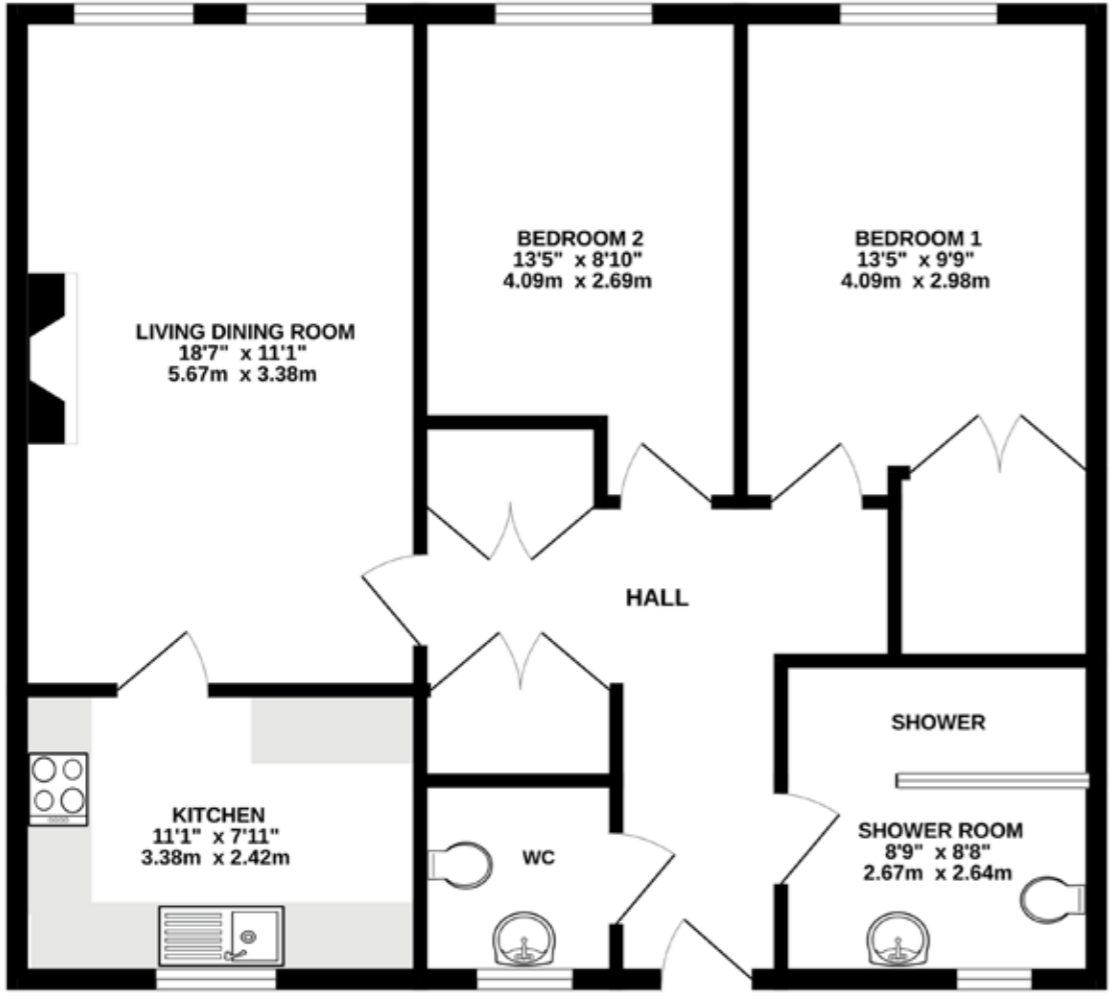 BEDROOM 2
13'5" x 8'10"
4.09m x 2.69m
BEDROOM 1
13'5" x 9'9"
4.09m x 2.98m
LIVING DINING ROOM
18'7" x 11'1"
5.67m x 3.38m
HALL
SHOWER
KITCHEN
11'1" x 7'11"
3.38m x 2.42m
WC
SHOWER ROOM
8'9" x 8'8"
2.67m x 2.64m